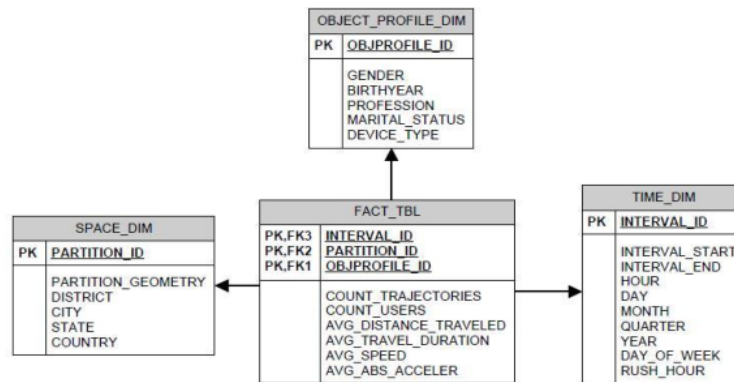 OBJECT_PROFILE_DIM
PK OBJPROFILE_ID
GENDER
BIRTHYEAR
PROFESSION
MARITAL_STATUS
DEVICE_TYPE
SPACE_DIM
PK PARTITION_ID
PARTITION_GEOMETRY
DISTRICT
CITY
STATE
COUNTRY
FACT_TBL
PK,FK3 INTERVAL_ID
PK,FK2 PARTITION_ID
PK,FK1 OBJPROFILE_ID
COUNT_TRAJECTORIES
COUNT_USERS
AVG_DISTANCE_TRAVELED
AVG_TRAVEL_DURATION
AVG_SPEED
AVG_ABS_ACCELER
TIME_DIM
PK INTERVAL_ID
INTERVAL_START
INTERVAL_END
HOUR
DAY
MONTH
QUARTER
YEAR
DAY_OF_WEEK
RUSH_HOUR